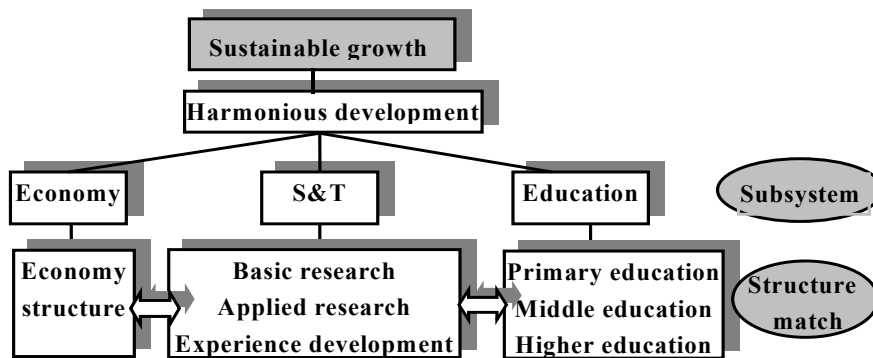 Sustainable growth
Harmonious development
Economy
S&T
Education
Subsystem
Economy
structure
Basic research
Applied research
Experience development
Primary education
Middle education
Higher education
Structure
match